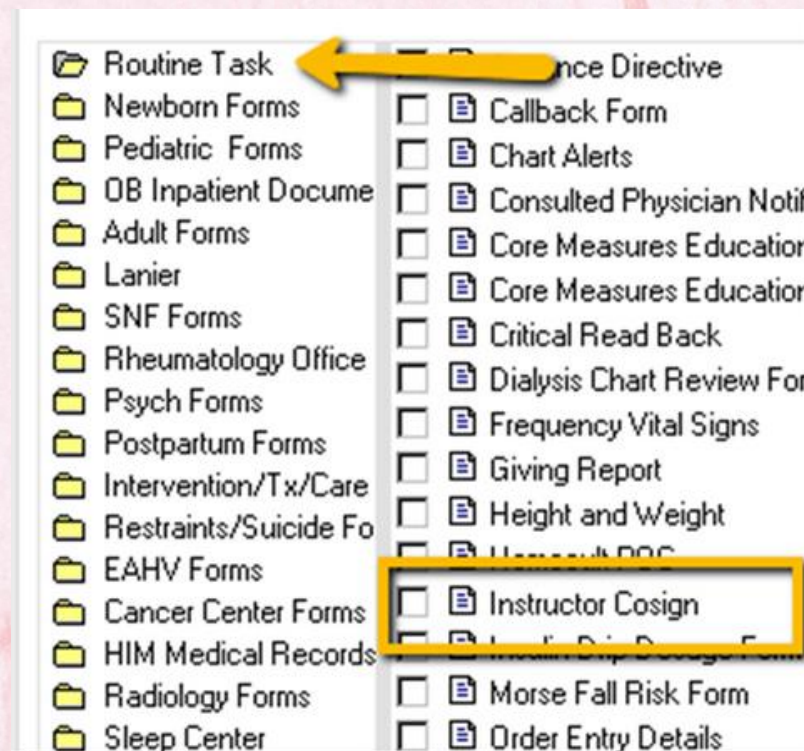 Routine Task
Newborn Forms
Pediatric Forms
OB Inpatient Docume
Adult Forms
Lanier
SNF Forms
Rheumatology Office
Psych Forms
Postpartum Forms
Intervention/Tx/Care
Restraints/Suicide Fo
EAHV Forms
Cancer Center Forms
HIM Medical Records
Radiology Forms
Sleep Center
nce Directive
Callback Form
Chart Alerts
Consulted Physician Notif
Core Measures Education
Core Measures Education
Critical Read Back
Dialysis Chart Review For
Frequency Vital Signs
Giving Report
Height and Weight
Instructor Cosign
Morse Fall Risk Form
Order Entry Details